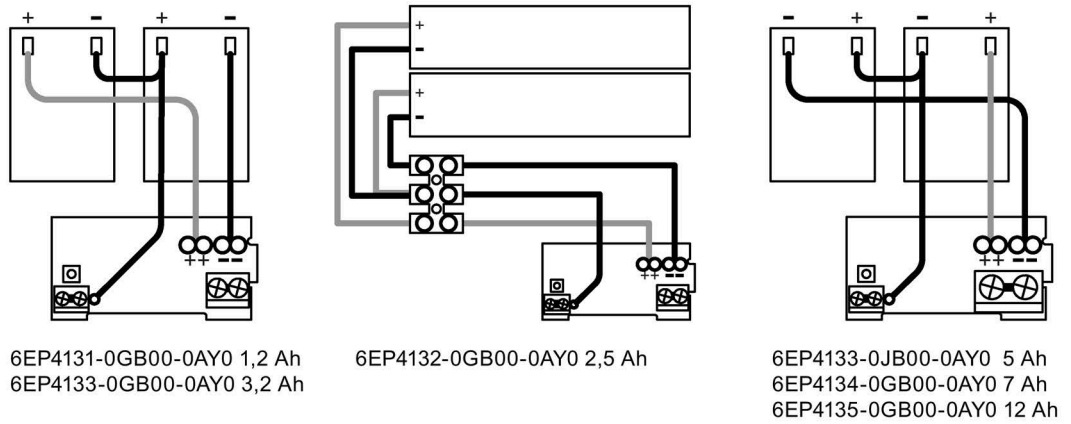 + - + -
++ --
6EP4131-0GB00-0AY0 1,2 Ah
6EP4133-0GB00-0AY0 3,2 Ah
+
-
+
-
++ --
6EP4132-0GB00-0AY0 2,5 Ah
- + - +
++ --
6EP4133-0JB00-0AY0 5 Ah
6EP4134-0GB00-0AY0 7 Ah
6EP4135-0GB00-0AY0 12 Ah